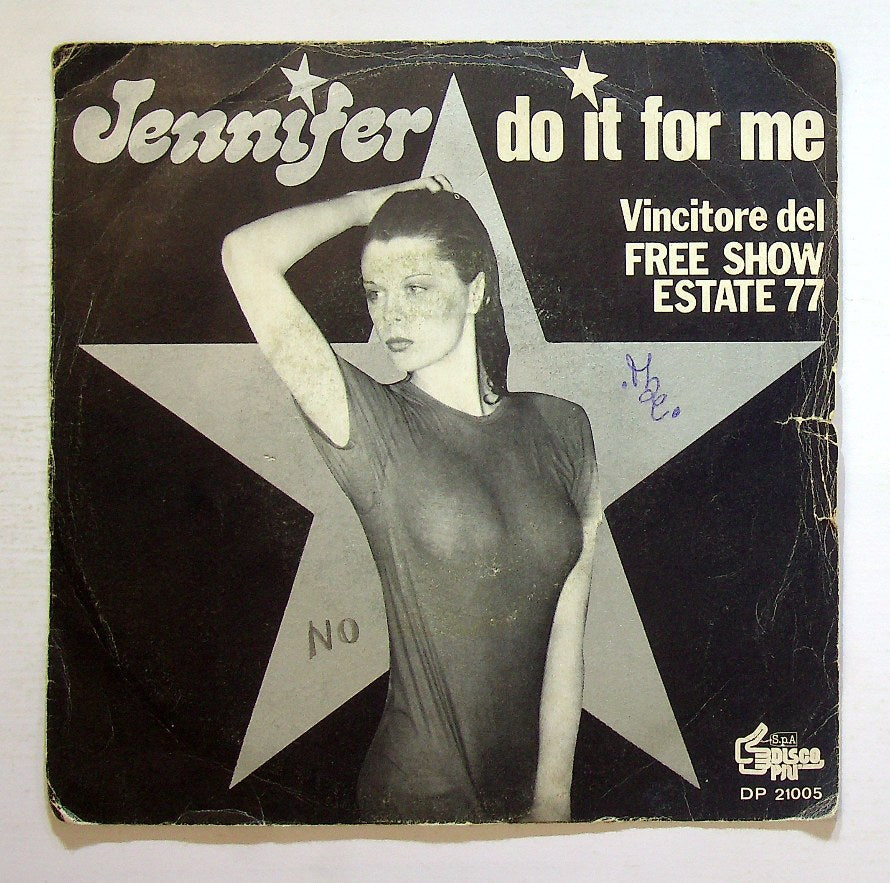 Jennifer do it for me
Vincitore del
FREE SHOW
ESTATE 77
NO
S.p.A
DISCO
PIÙ
DP 21005